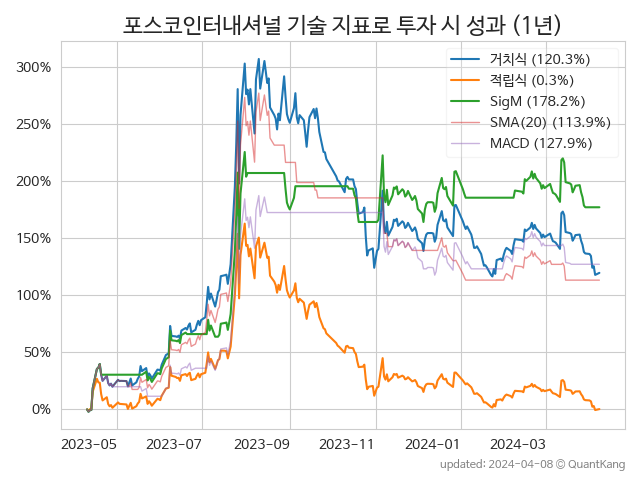 포스코인터내셔널 기술 지표로 투자 시 성과 (1년)
거치식 (120.3%)
적립식 (0.3%)
SigM (178.2%)
SMA(20) (113.9%)
MACD (127.9%)
300%
250%
200%
150%
100%
50%
0%
2023-05 2023-07 2023-09 2023-11 2024-01 2024-03
updated: 2024-04-08 © QuantKang